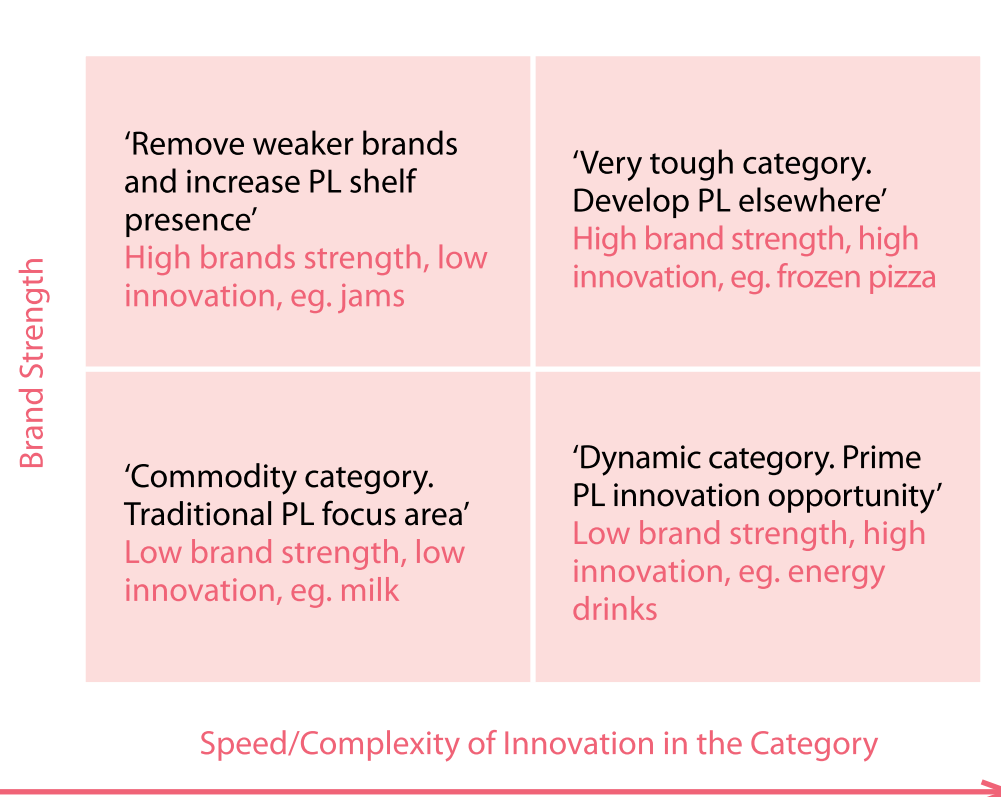 ‘Remove weaker brands
and increase PL shelf
presence’
High brands strength, low
innovation, eg. jams
‘Very tough category.
Develop PL elsewhere’
High brand strength, high
innovation, eg. frozen pizza
Brand Strength
‘Commodity category.
Traditional PL focus area’
Low brand strength, low
innovation, eg. milk
‘Dynamic category. Prime
PL innovation opportunity’
Low brand strength, high
innovation, eg. energy
drinks
Speed/Complexity of Innovation in the Category